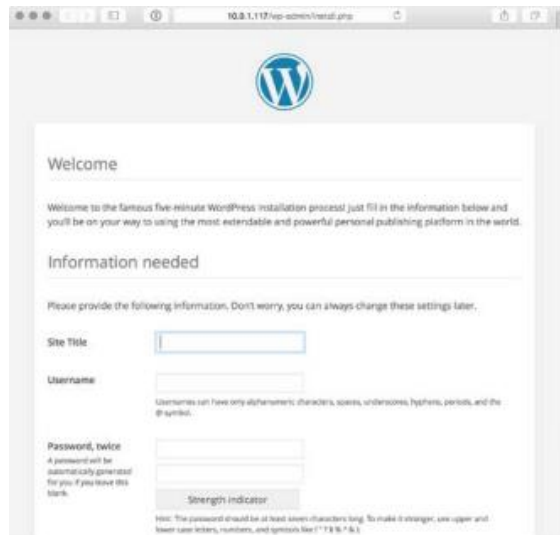 10.0.1.117/wp-admin/install.php
Welcome
Welcome to the famous five-minute WordPress installation process! Just fill in the information below and
you'll be on your way to using the most extendable and powerful personal publishing platform in the world.
Information needed
Please provide the following information. Don't worry, you can always change these settings later.
Site Title
Username
Usernames can have only alphanumeric characters, spaces, underscores, hyphens, periods, and the
@ symbol.
Password, twice
A password will be
automatically generated
for you if you leave this
blank.
Strength indicator
Hint: The password should be at least seven characters long. To make it stronger, use upper and
lower case letters, numbers, and symbols like